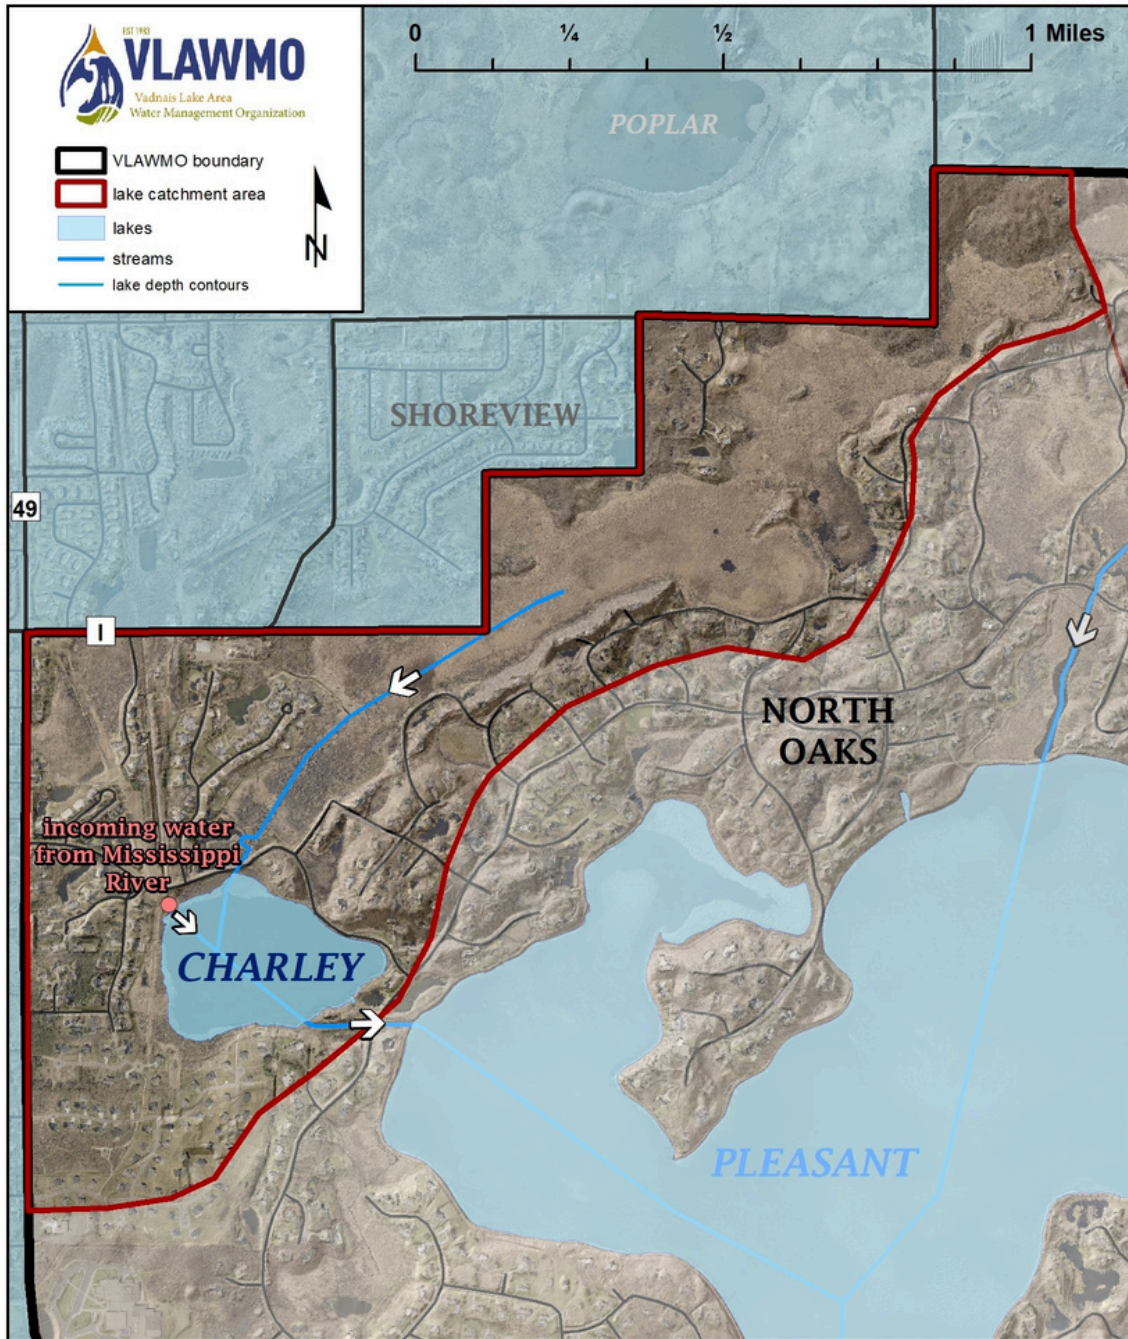 EST 1983
VLAWMO
Vadnais Lake Area
Water Management Organization
VLAWMO boundary
lake catchment area
lakes
streams
lake depth contours
N
0 ¼ ½ 1 Miles
POPLAR
SHOREVIEW
49
I
NORTH
OAKS
incoming water
from Mississippi
River
CHARLEY
PLEASANT